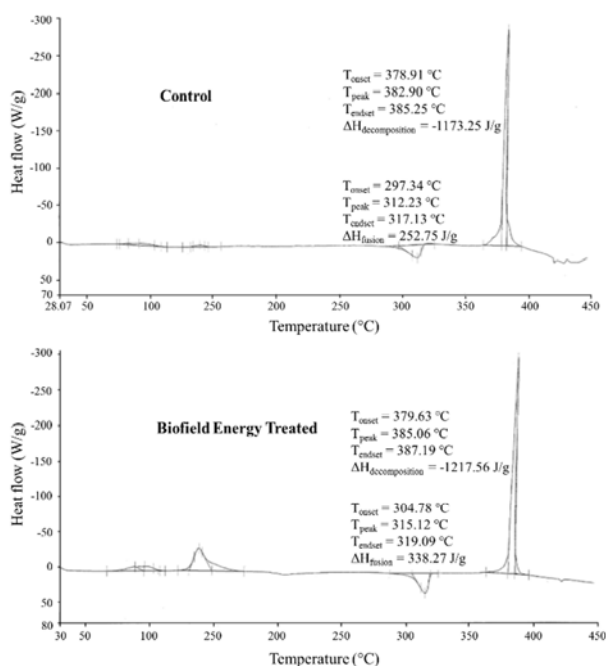 -300
-250
-200
-150
-100
-50
0
50
70
Heat flow (W/g)
Control
Tonset = 378.91 °C
Tpeak = 382.90 °C
Tendset = 385.25 °C
ΔHdecomposition = -1173.25 J/g
Tonset = 297.34 °C
Tpeak = 312.23 °C
Tendset = 317.13 °C
ΔHfusion = 252.75 J/g
28.07 50 100 150 200 250 300 350 400 450
Temperature (°C)
-300
-250
-200
-150
-100
-50
0
50
80
Heat flow (W/g)
Biofield Energy Treated
Tonset = 379.63 °C
Tpeak = 385.06 °C
Tendset = 387.19 °C
ΔHdecomposition = -1217.56 J/g
Tonset = 304.78 °C
Tpeak = 315.12 °C
Tendset = 319.09 °C
ΔHfusion = 338.27 J/g
30 50 100 150 200 250 300 350 400 450
Temperature (°C)